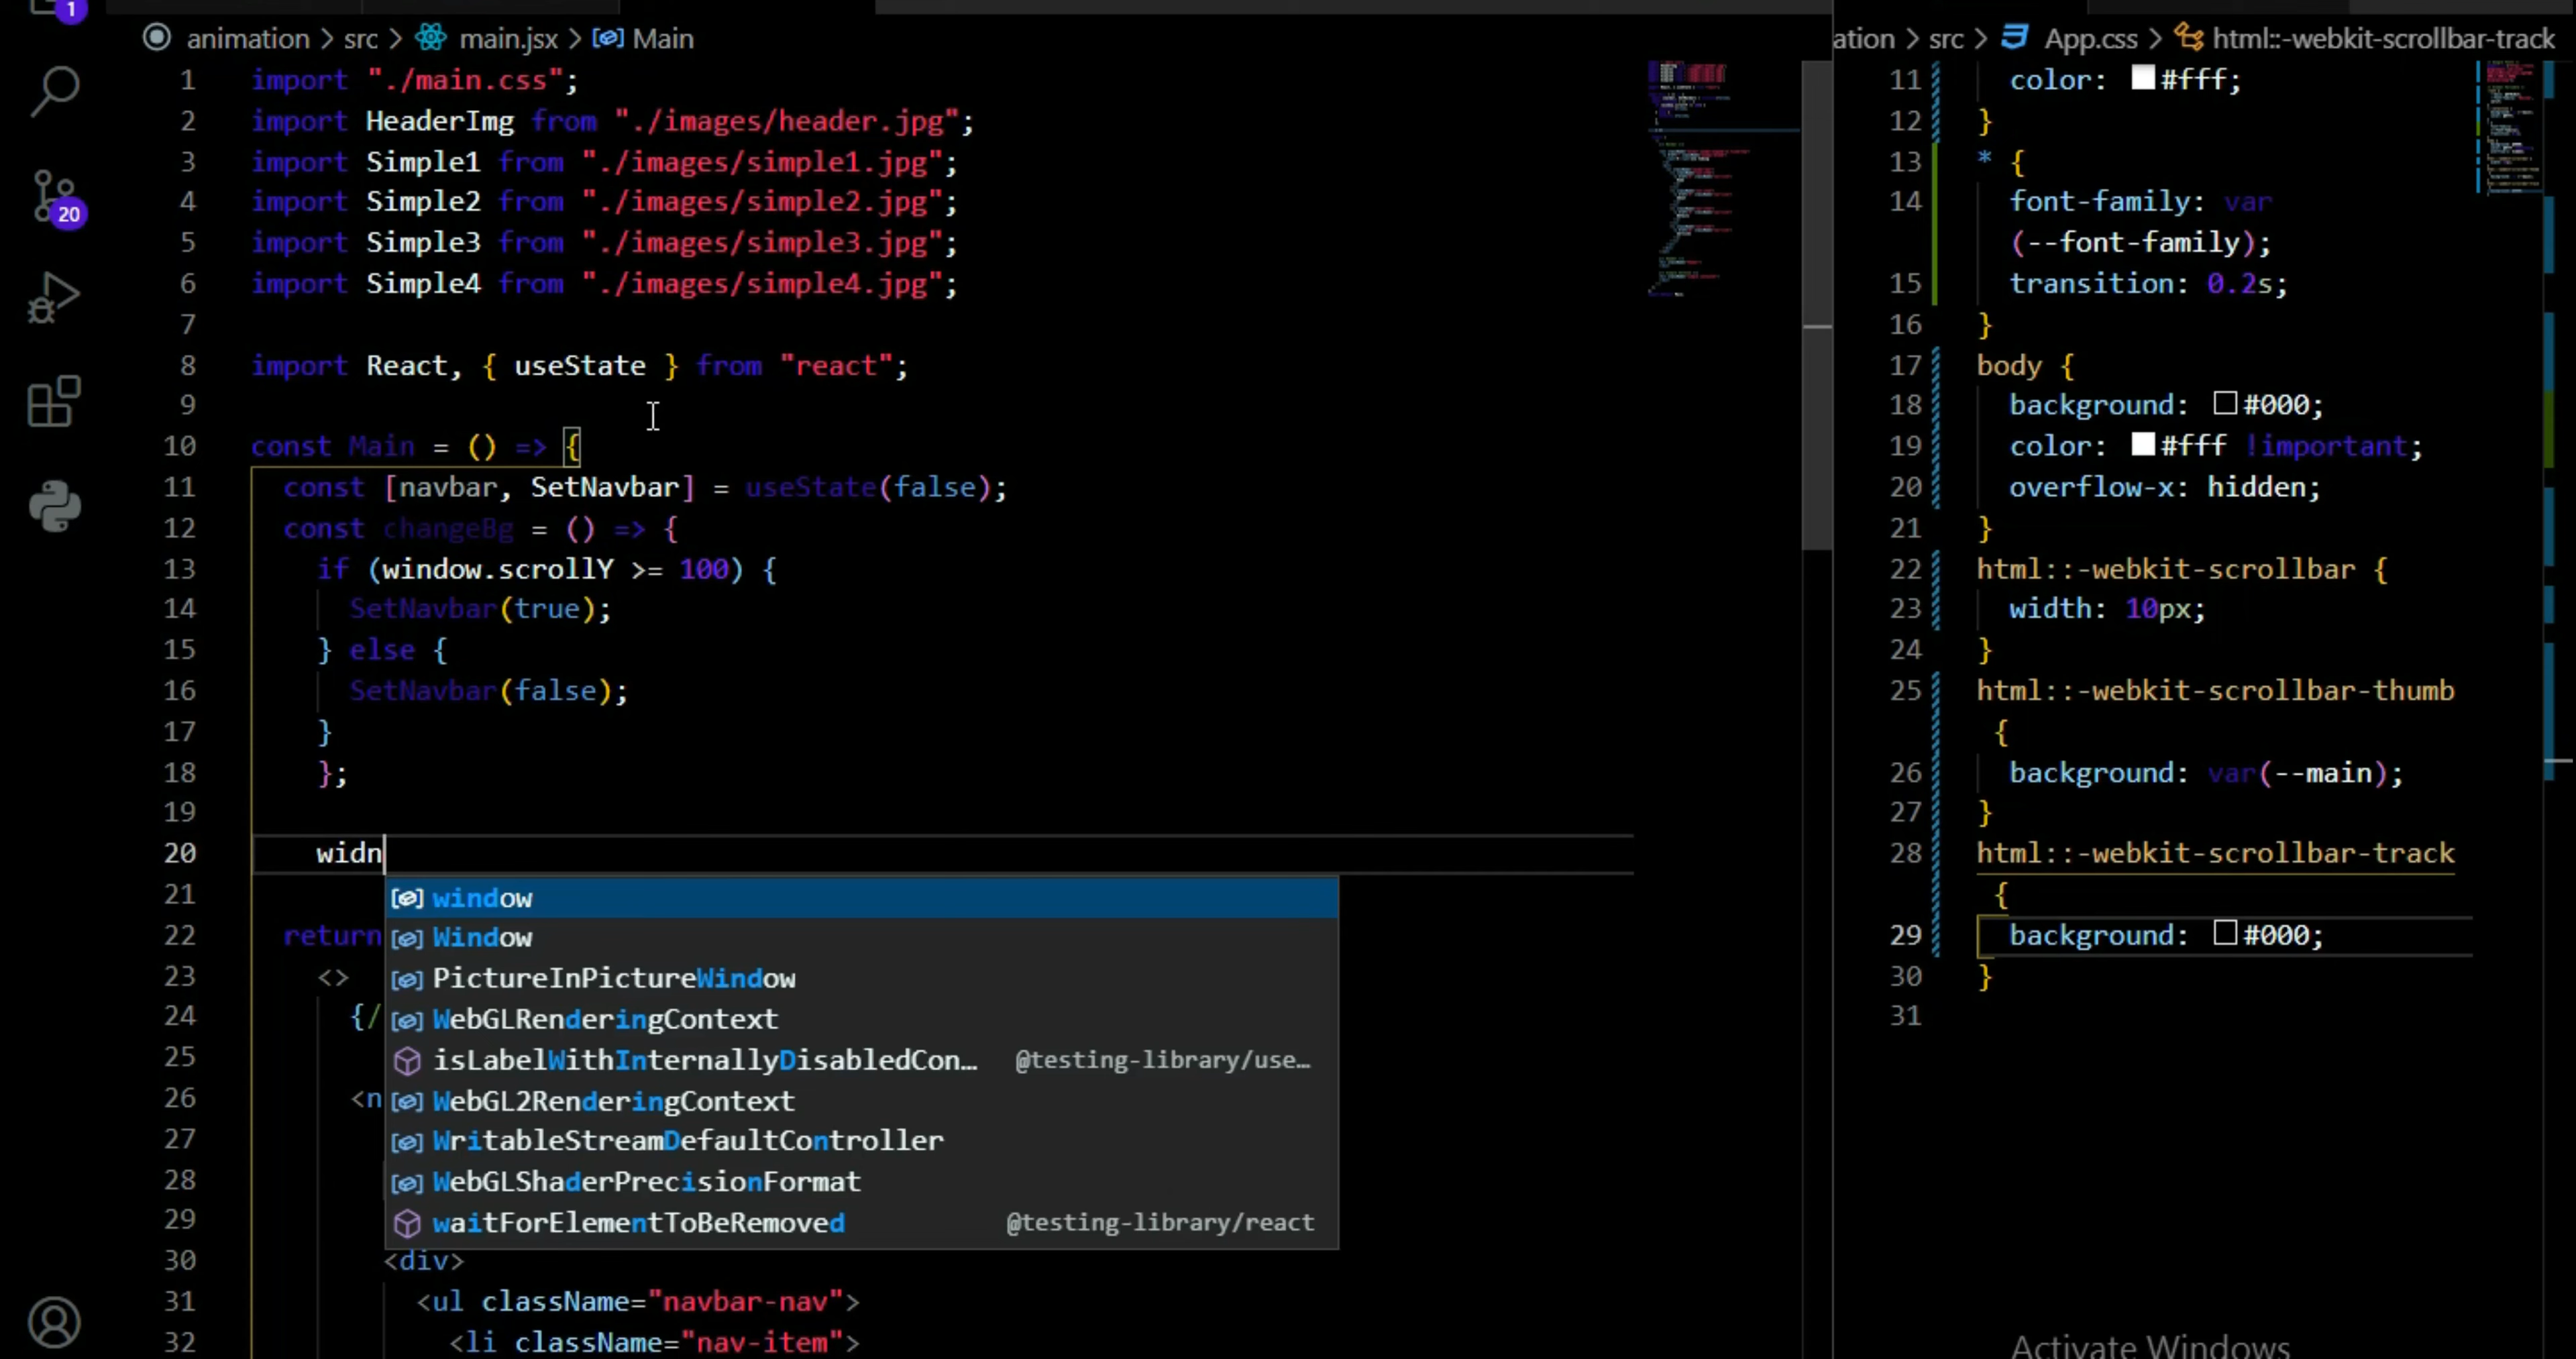 1
20
animation > src > main.jsx > Main
1 import "./main.css";
2 import HeaderImg from "./images/header.jpg";
3 import Simple1 from "./images/simple1.jpg";
4 import Simple2 from "./images/simple2.jpg";
5 import Simple3 from "./images/simple3.jpg";
6 import Simple4 from "./images/simple4.jpg";
7
8 import React, { useState } from "react";
9
10 const Main = () => {
11 const [navbar, SetNavbar] = useState(false);
12 const changeBg = () => {
13 if (window.scrollY >= 100) {
14 SetNavbar(true);
15 } else {
16 SetNavbar(false);
17 }
18 };
19
20 widn
21
22 return
23 <>
24 {/
25
26 <n
27
28
29
30 <div>
31 <ul className="navbar-nav">
32 <li className="nav-item">
window
Window
PictureInPictureWindow
WebGLRenderingContext
isLabelWithInternallyDisabledCon… @testing-library/use…
WebGL2RenderingContext
WritableStreamDefaultController
WebGLShaderPrecisionFormat
waitForElementToBeRemoved @testing-library/react
ation > src > App.css > html::-webkit-scrollbar-track
11 color: #fff;
12 }
13 * {
14 font-family: var
(--font-family);
15 transition: 0.2s;
16 }
17 body {
18 background: #000;
19 color: #fff !important;
20 overflow-x: hidden;
21 }
22 html::-webkit-scrollbar {
23 width: 10px;
24 }
25 html::-webkit-scrollbar-thumb
{
26 background: var(--main);
27 }
28 html::-webkit-scrollbar-track
{
29 background: #000;
30 }
31
Activate Windows